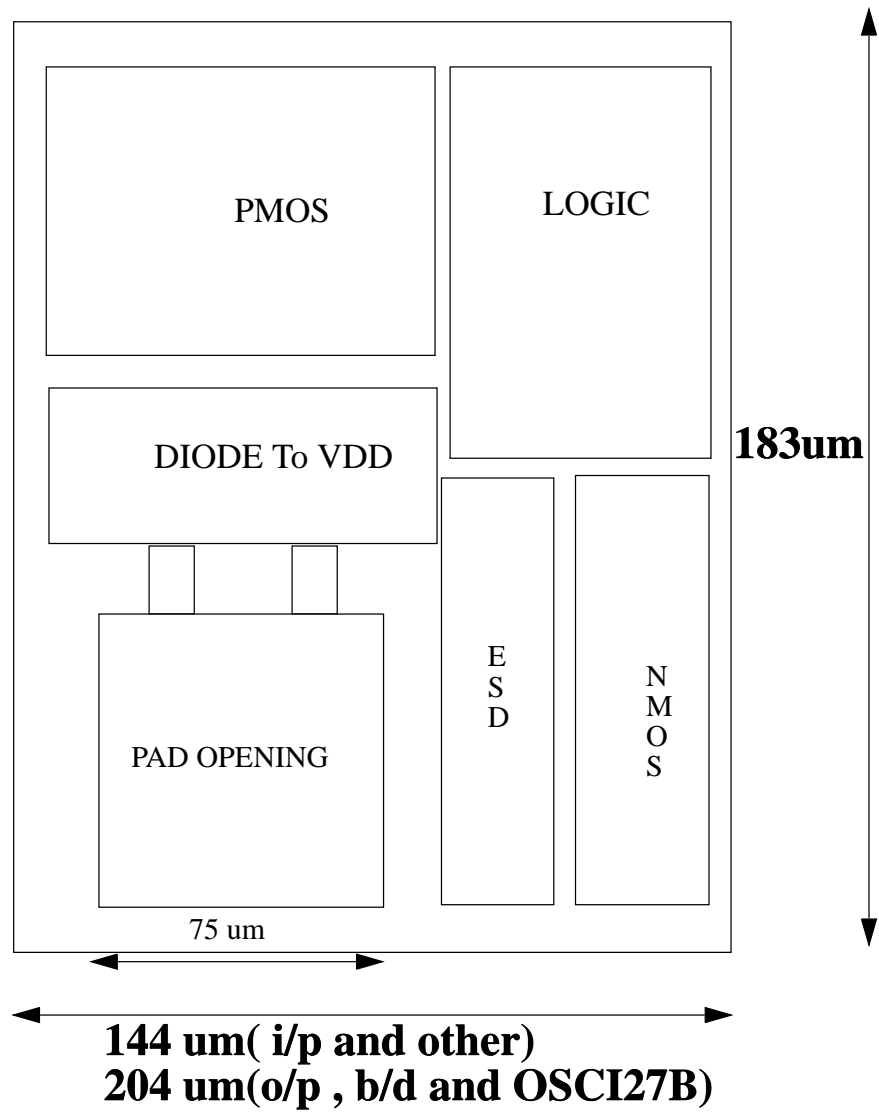 PMOS
LOGIC
DIODE To VDD
183um
E
S
D
N
M
O
S
PAD OPENING
75 um
144 um( i/p and other)
204 um(o/p , b/d and OSCI27B)